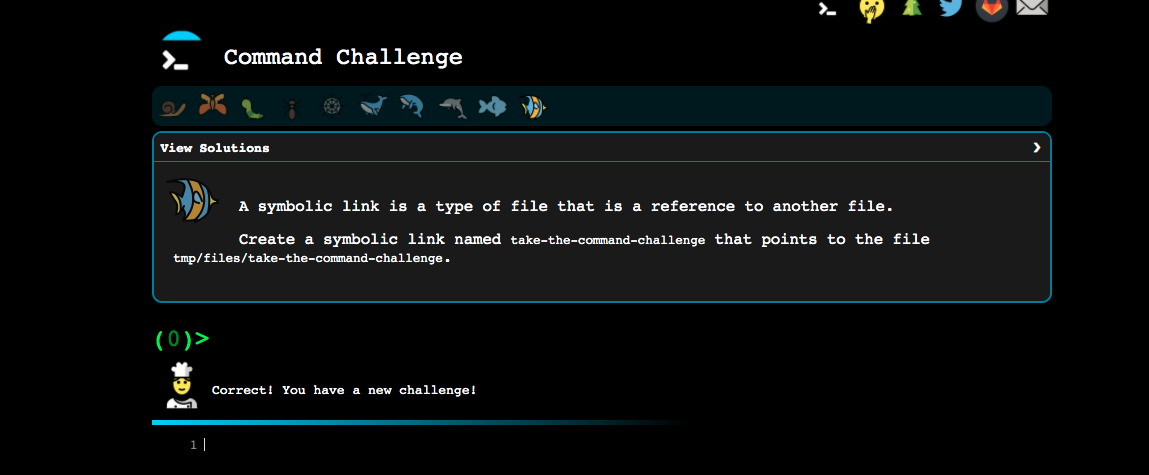 Command Challenge
View Solutions
A symbolic link is a type of file that is a reference to another file.
Create a symbolic link named take-the-command-challenge that points to the file
tmp/files/take-the-command-challenge.
(0)>
Correct! You have a new challenge!
1